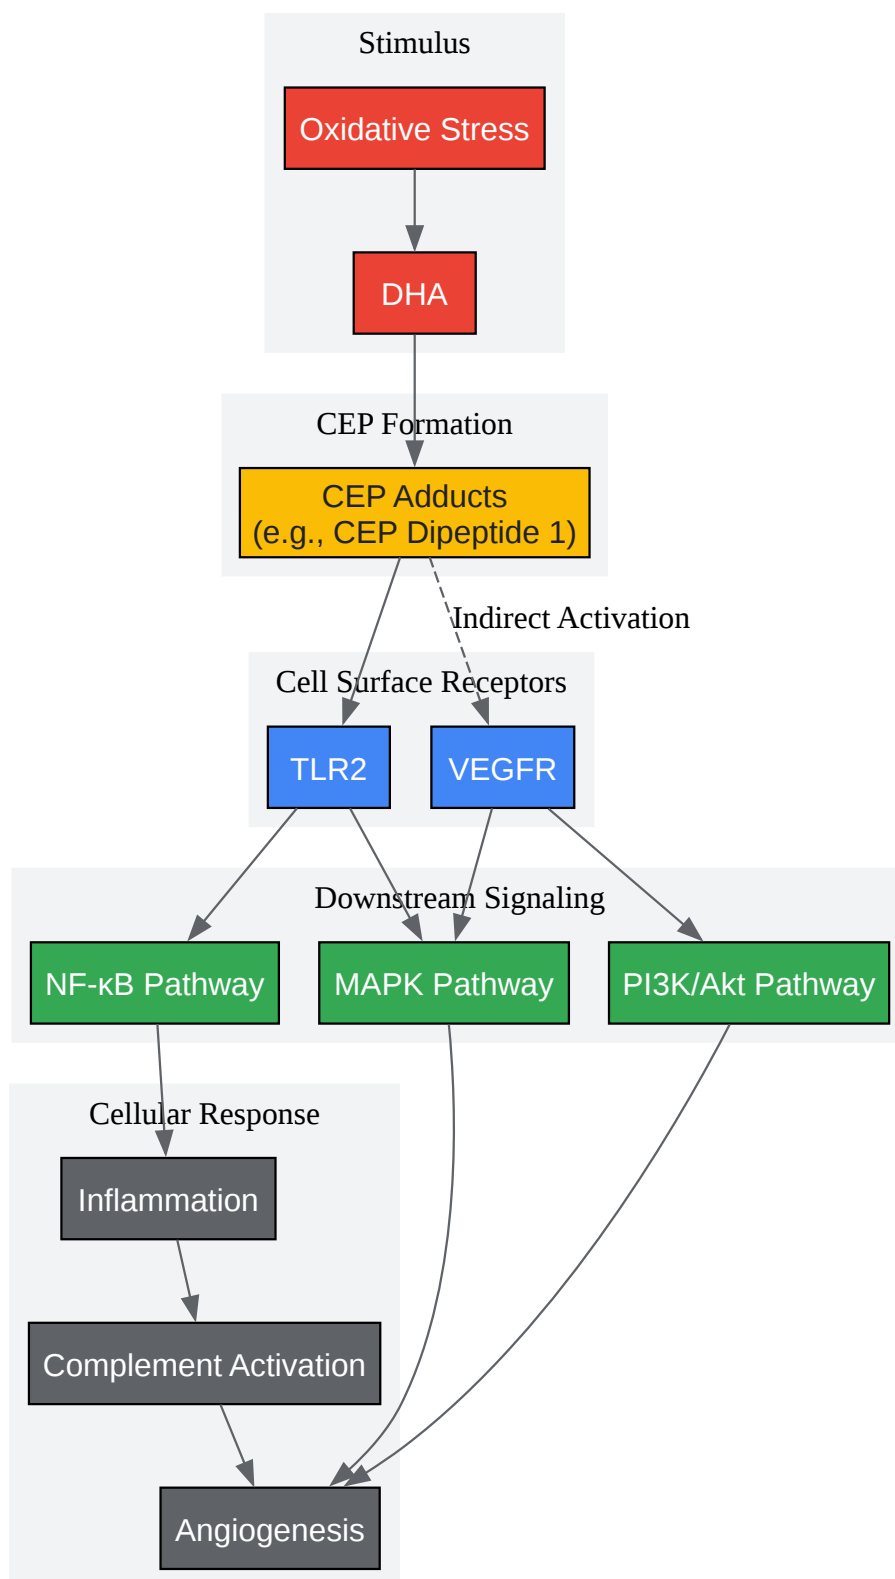 Stimulus
Oxidative Stress
DHA
CEP Formation
CEP Adducts
(e.g., CEP Dipeptide 1)
Indirect Activation
Cell Surface Receptors
TLR2
VEGFR
Downstream Signaling
NF-κB Pathway
MAPK Pathway
PI3K/Akt Pathway
Cellular Response
Inflammation
Complement Activation
Angiogenesis